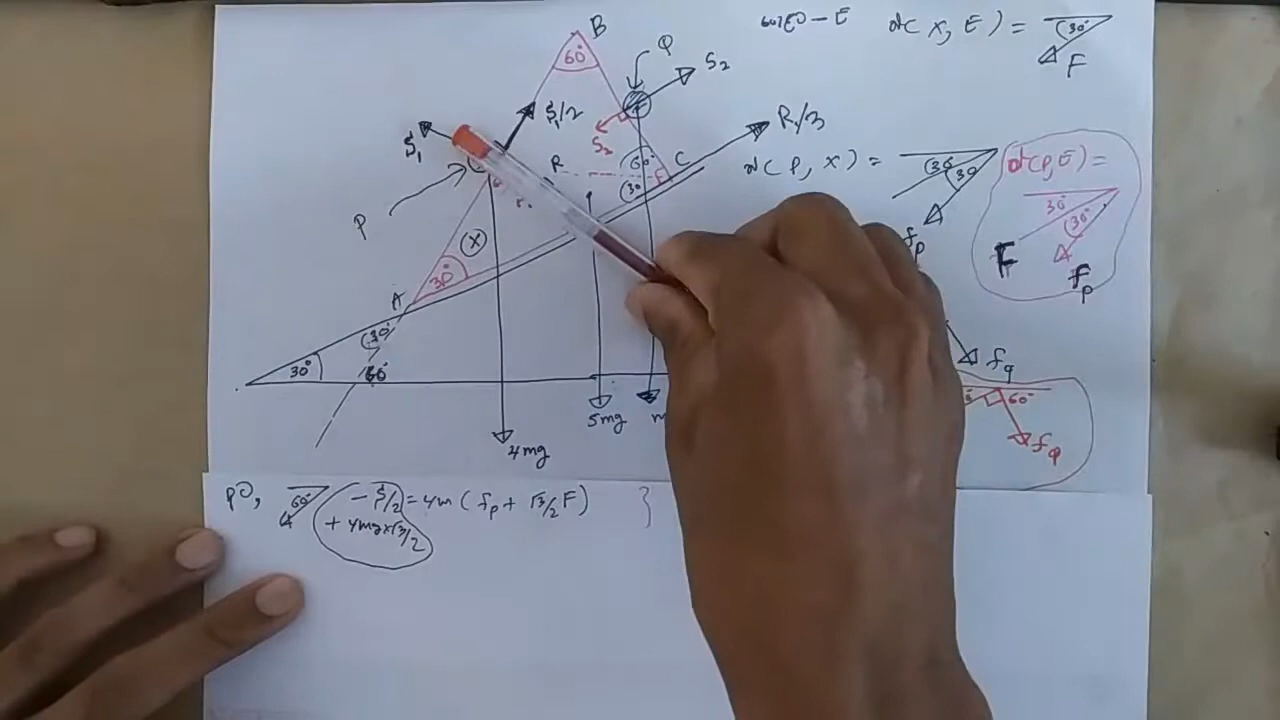 B
60°
Q
S₂
S₁/2
S₁
R/3
S₂
R
60°
C
30
P
30°
X
A
30°
30°
60°
4mg
5mg
m
α( X, E ) =
30°
F
α( P, X ) =
30
30
fp
α(P,E) =
30°
30°
F
fp
fq
60°
fq
60°
- S/2 = 4m ( fp + √3/2 F ) }
+ 4mg×√3/2